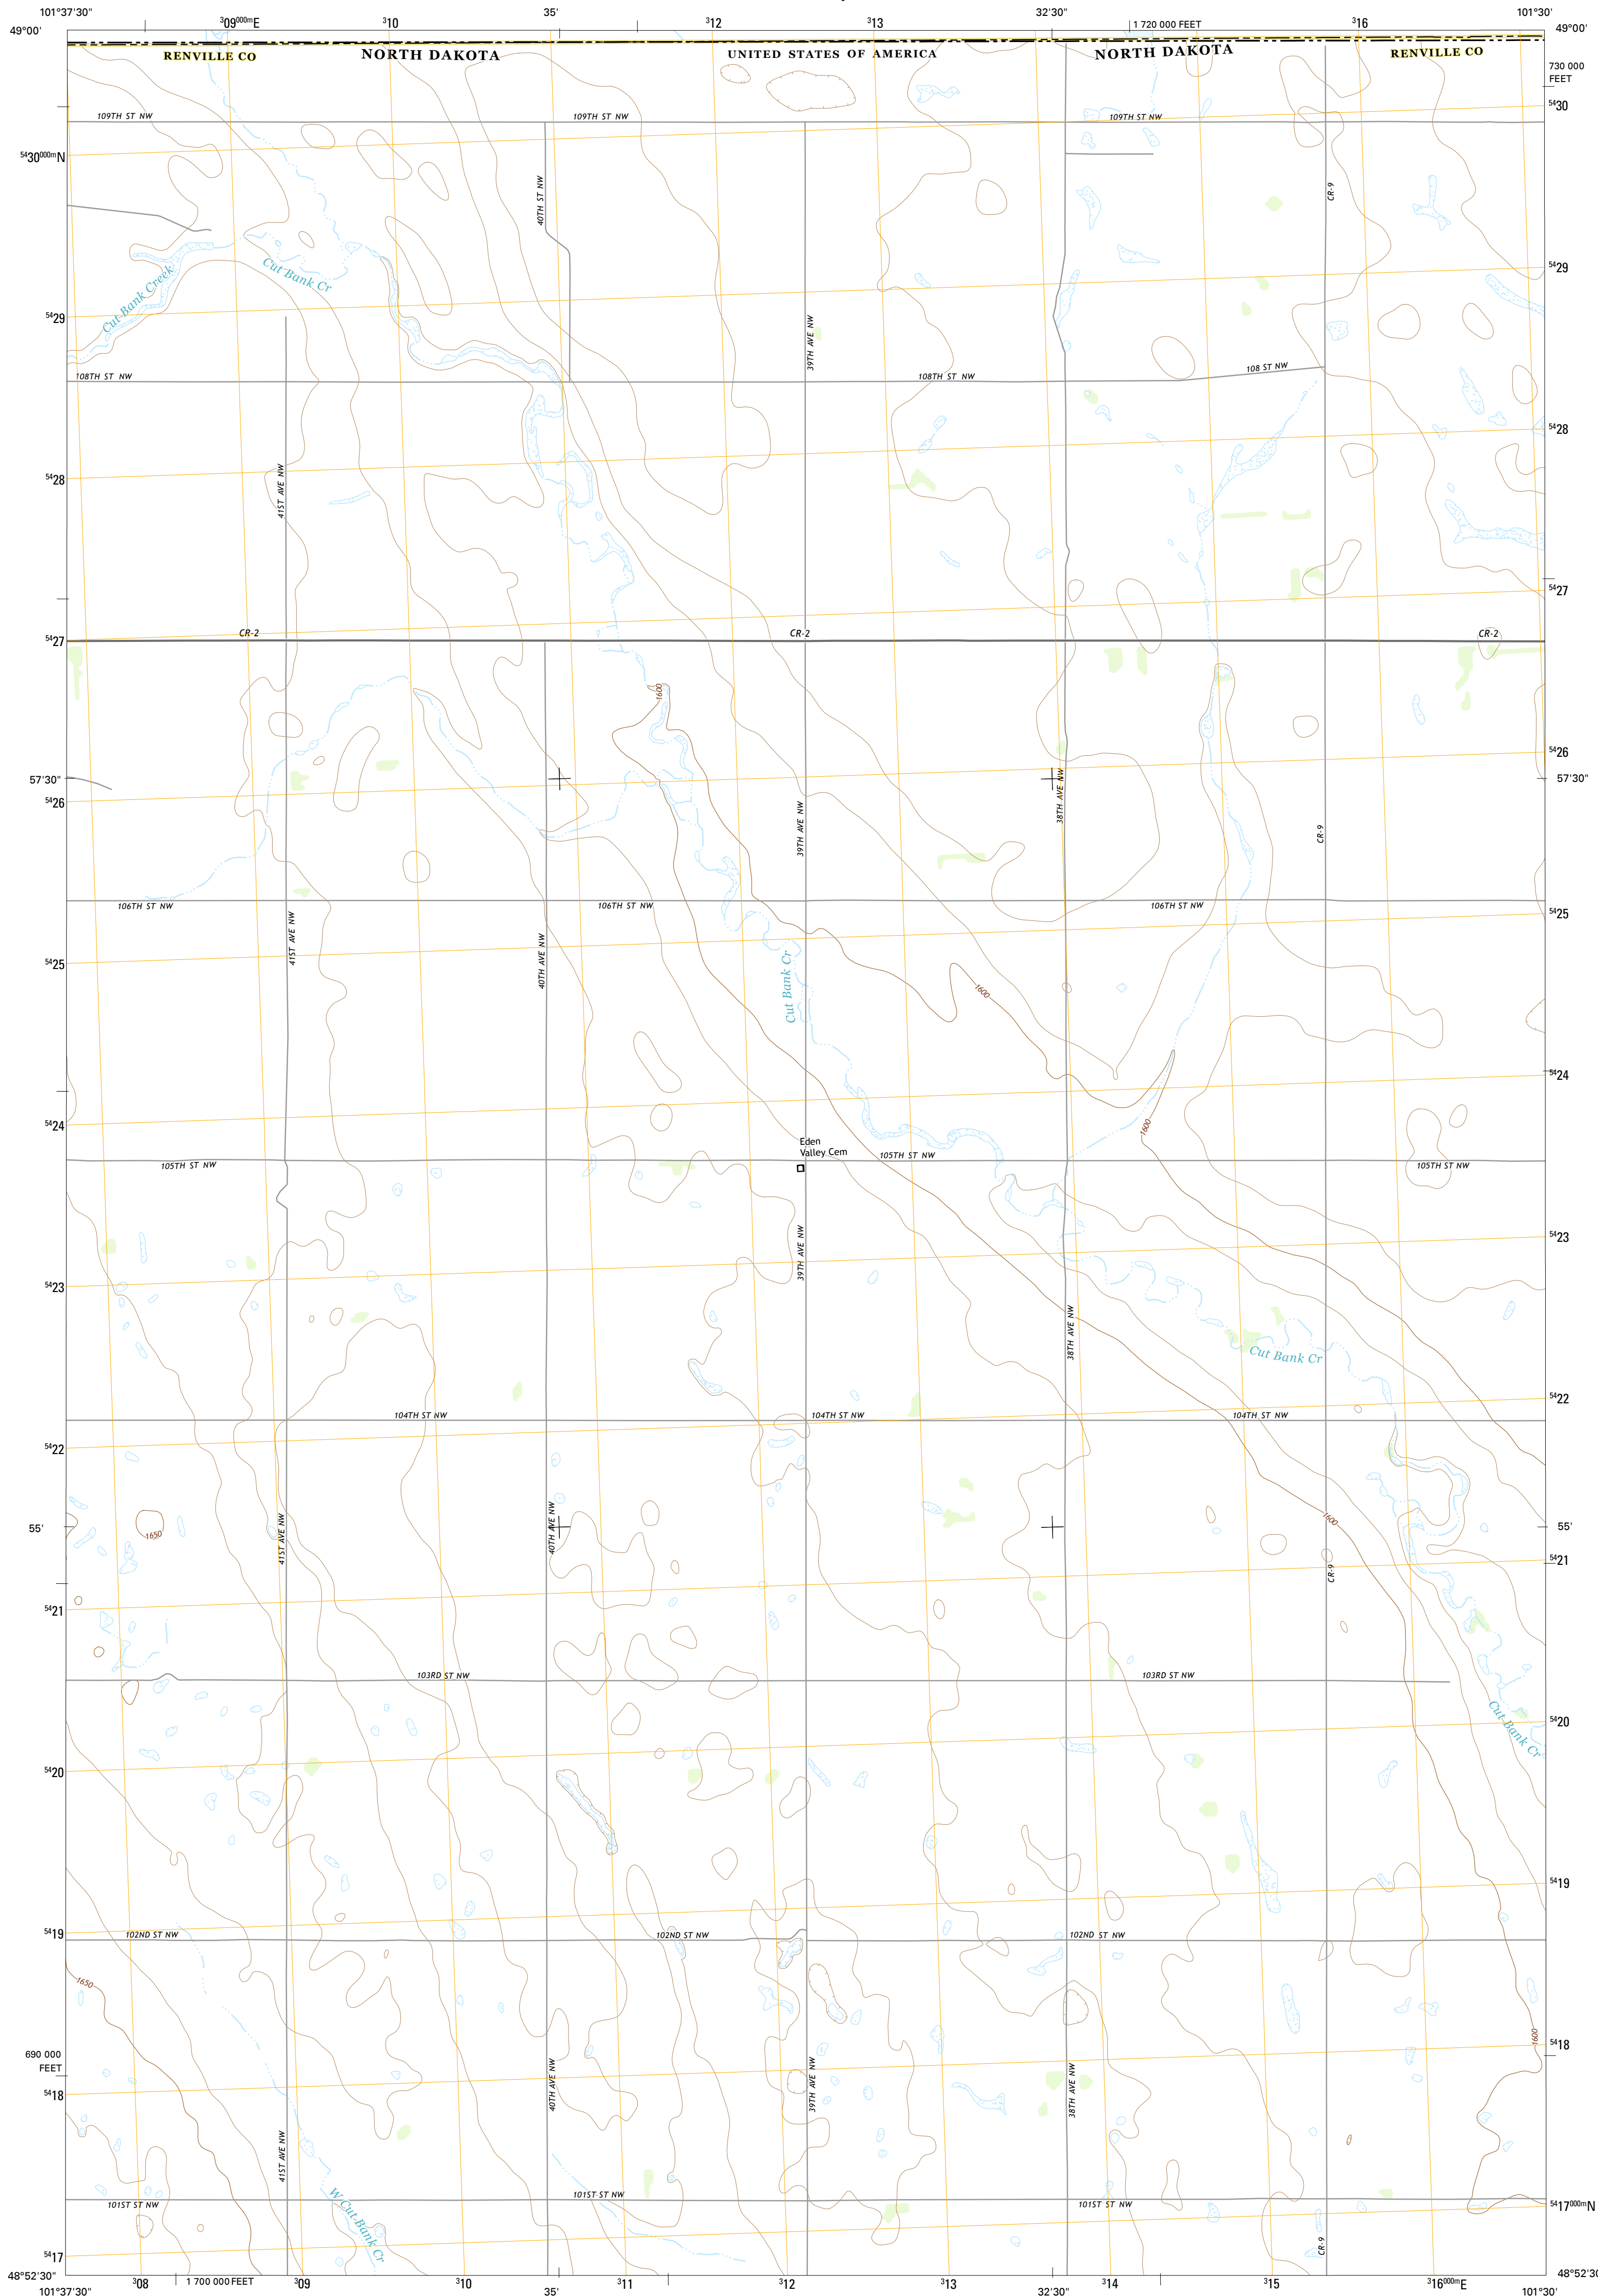 101°37'30"
309000mE
310
35'
312
313
32'30"
1 720 000 FEET
316
101°30'
49°00'
49°00'
RENVILLE CO
NORTH DAKOTA
UNITED STATES OF AMERICA
NORTH DAKOTA
RENVILLE CO
730 000
FEET
5430
109TH ST NW
109TH ST NW
109TH ST NW
5430000mN
40TH ST NW
CR-9
Cut Bank Creek
Cut Bank Cr
5429
5429
39TH AVE NW
108TH ST NW
108TH ST NW
108 ST NW
5428
5428
41ST AVE NW
5427
5427
CR-2
CR-2
CR-2
1600
5426
57'30"
57'30"
5426
38TH AVE NW
39TH AVE NW
CR-9
106TH ST NW
106TH ST NW
106TH ST NW
5425
41ST AVE NW
40TH AVE NW
5425
Cut Bank Cr
1600
5424
5424
1600
Eden
Valley Cem
105TH ST NW
105TH ST NW
105TH ST NW
39TH AVE NW
5423
5423
38TH AVE NW
Cut Bank Cr
5422
104TH ST NW
104TH ST NW
104TH ST NW
5422
1600
55'
55'
1650
41ST AVE NW
40TH AVE NW
5421
CR-9
5421
103RD ST NW
103RD ST NW
5420
Cut Bank Cr
5420
5419
5419
102ND ST NW
102ND ST NW
102ND ST NW
1650
1600
690 000
FEET
5418
5418
40TH AVE NW
39TH AVE NW
38TH AVE NW
41ST AVE NW
101ST ST NW
101ST ST NW
101ST ST NW
5417000mN
W Cut Bank Cr
CR-9
5417
48°52'30"
48°52'30
101°37'30"
308
1 700 000 FEET
309
310
35'
311
312
313
32'30"
314
315
316000mE
101°30'